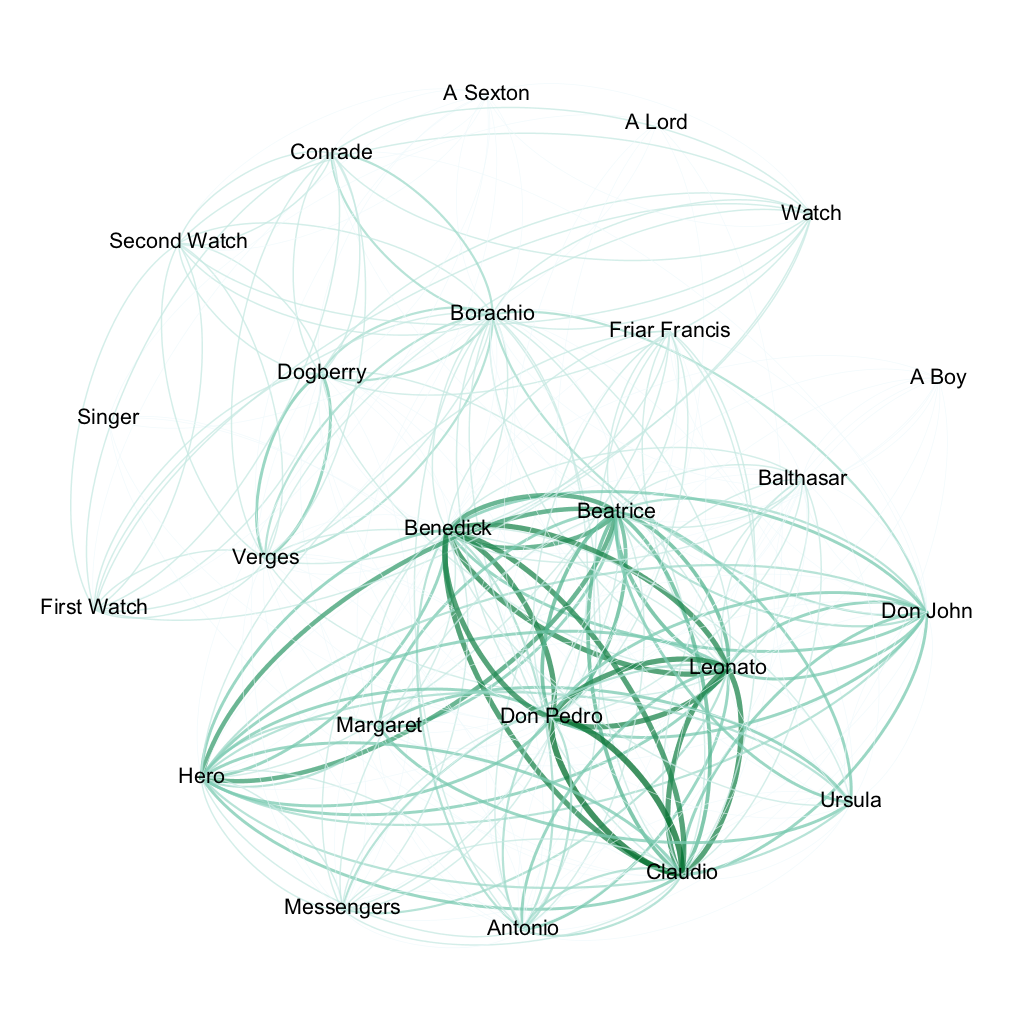 A Sexton
A Lord
Conrade
Watch
Second Watch
Borachio
Friar Francis
Dogberry
A Boy
Singer
Balthasar
Beatrice
Benedick
Verges
First Watch
Don John
Leonato
Don Pedro
Margaret
Hero
Ursula
Claudio
Messengers
Antonio